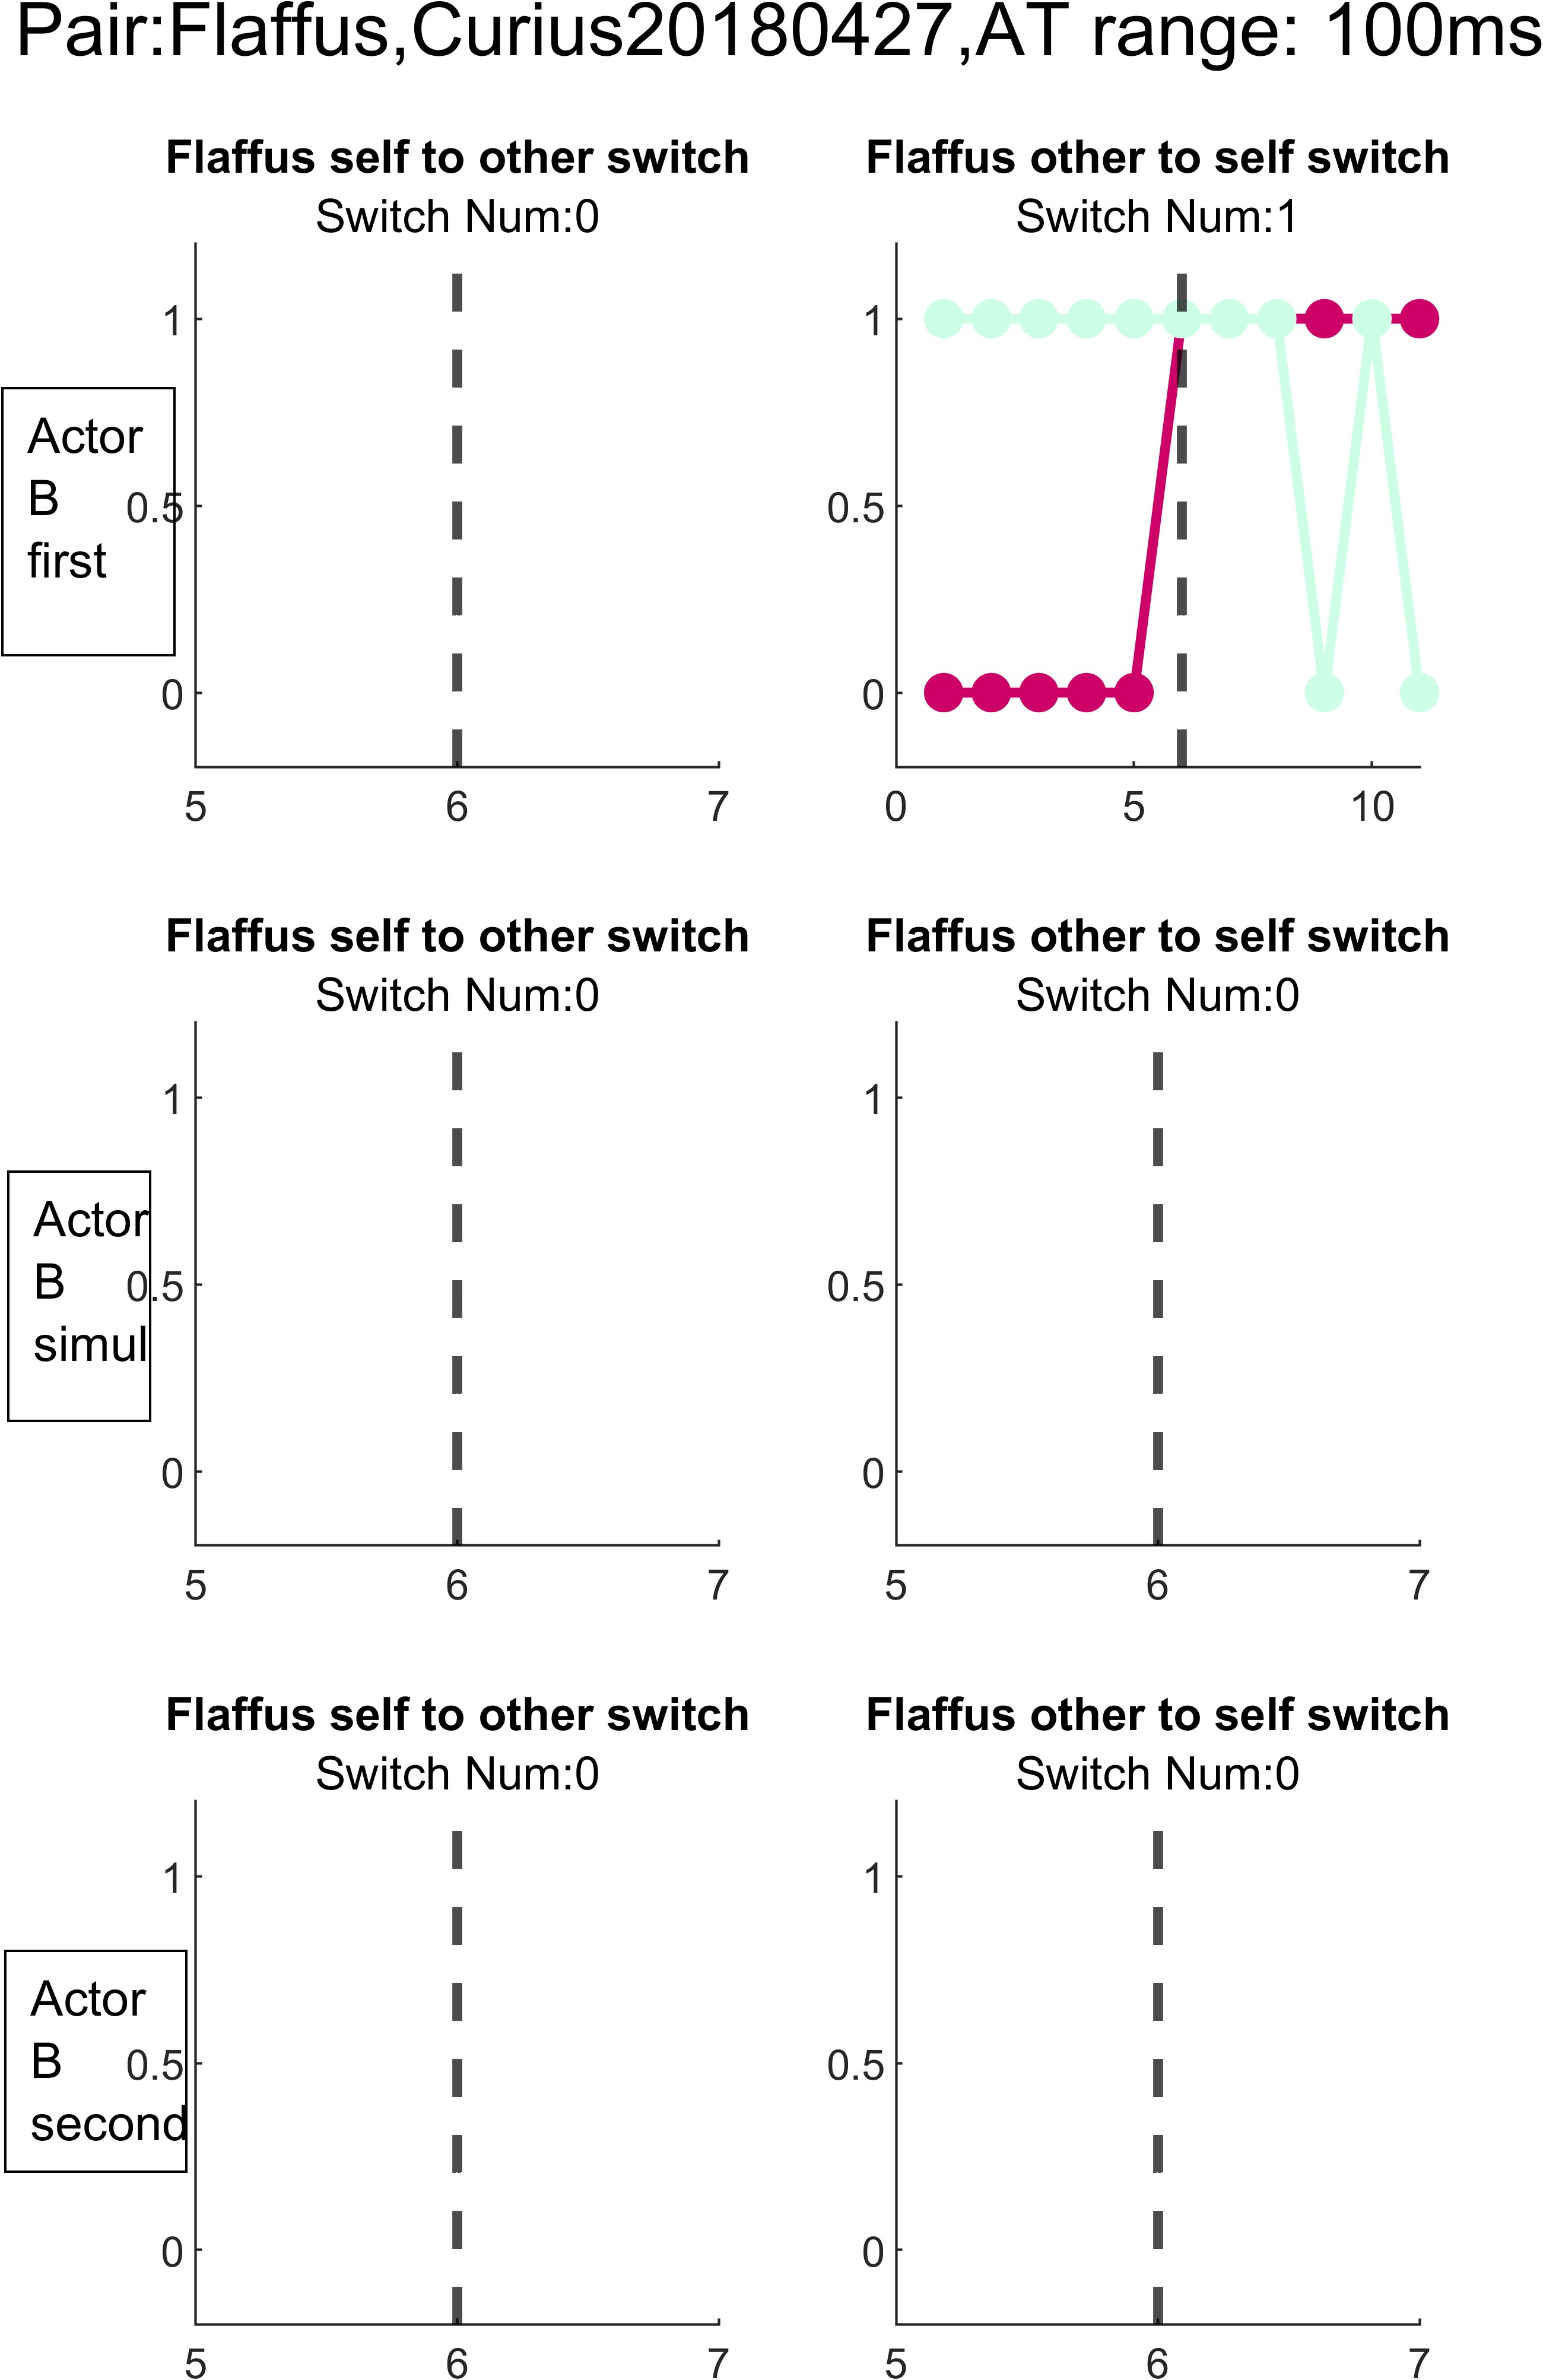 Pair:Flaffus,Curius20180427,AT range: 100ms
Flaffus self to other switch
Switch Num:0
1
0.5
0
5 6 7
Flaffus other to self switch
Switch Num:1
1
0.5
0
0 5 10
Actor
B
first
Flaffus self to other switch
Switch Num:0
1
0.5
0
5 6 7
Flaffus other to self switch
Switch Num:0
1
0.5
0
5 6 7
Actor
B
simul
Flaffus self to other switch
Switch Num:0
1
0.5
0
5 6 7
Flaffus other to self switch
Switch Num:0
1
0.5
0
5 6 7
Actor
B
second